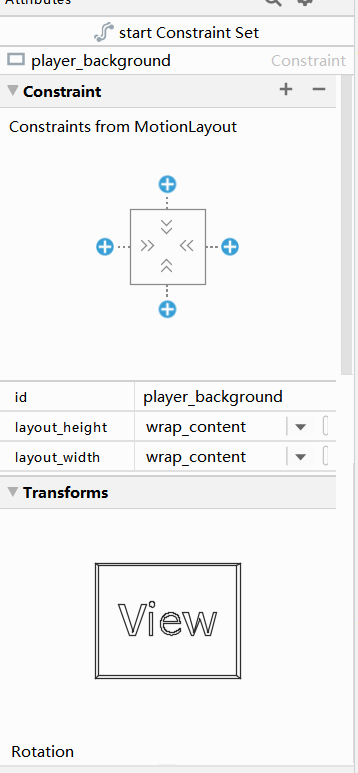 Attributes
start Constraint Set
player_background Constraint
Constraint
Constraints from MotionLayout
id player_background
layout_height wrap_content
layout_width wrap_content
Transforms
View
Rotation